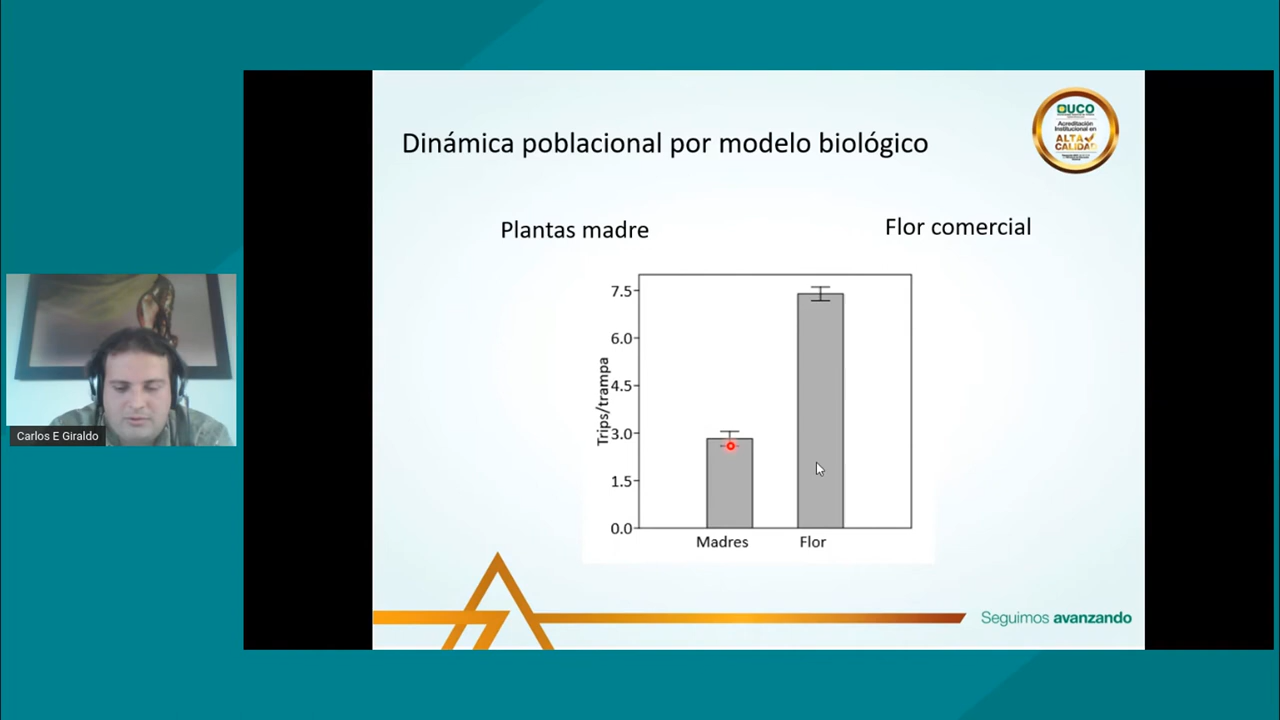 Dinámica poblacional por modelo biológico
UCO
Acreditación
Institucional en
ALTA
CALIDAD
Plantas madre
Flor comercial
Trips/trampa
7.5
6.0
4.5
3.0
1.5
0.0
Madres
Flor
Carlos E Giraldo
Seguimos avanzando